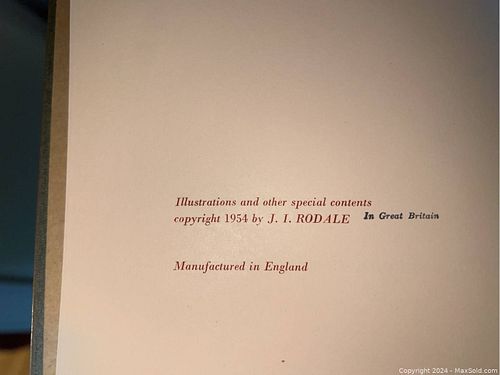 Illustrations and other special contents
copyright 1954 by J. I. RODALE In Great Britain
Manufactured in England
Copyright 2024 - MaxSold.com